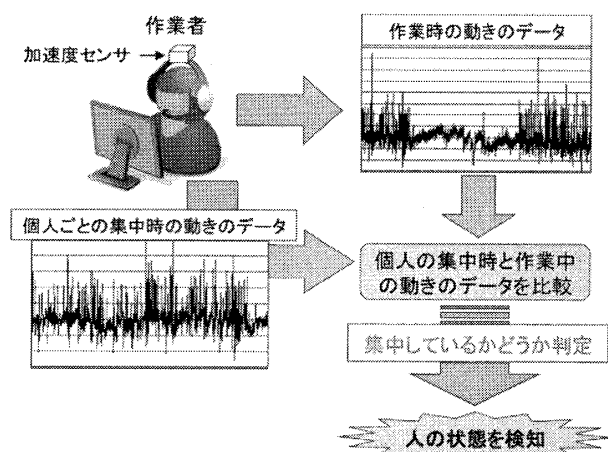 作業者
加速度センサ
作業時の動きのデータ
個人ごとの集中時の動きのデータ
個人の集中時と作業中
の動きのデータを比較
集中しているかどうか判定
人の状態を検知